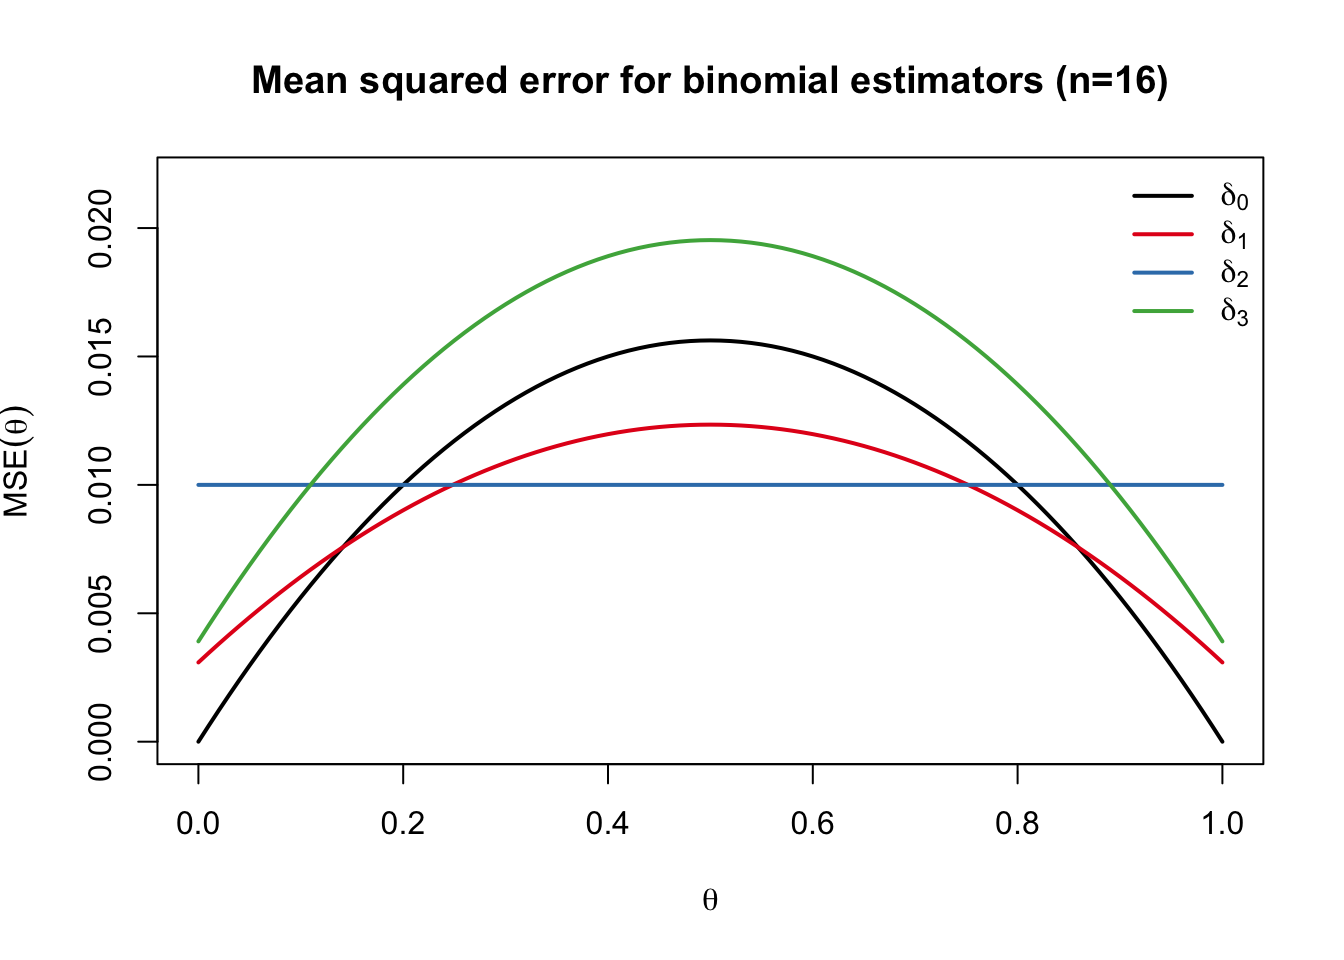 Mean squared error for binomial estimators (n=16)
MSE(θ)
0.020
0.015
0.010
0.005
0.000
δ0
δ1
δ2
δ3
0.0 0.2 0.4 0.6 0.8 1.0
θ